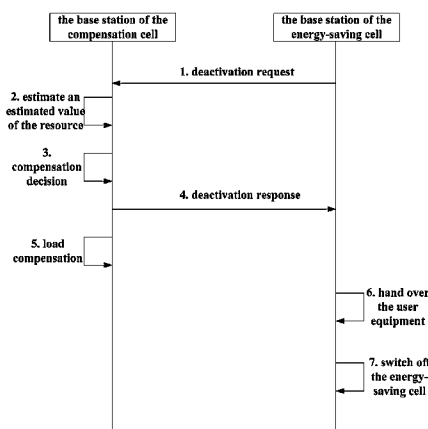 the base station of the
compensation cell
the base station of the
energy-saving cell
1. deactivation request
2. estimate an
estimated value
of the resource
3.
compensation
decision
4. deactivation response
5. load
compensation
6. hand over
the user
equipment
7. switch off
the energy-
saving cell